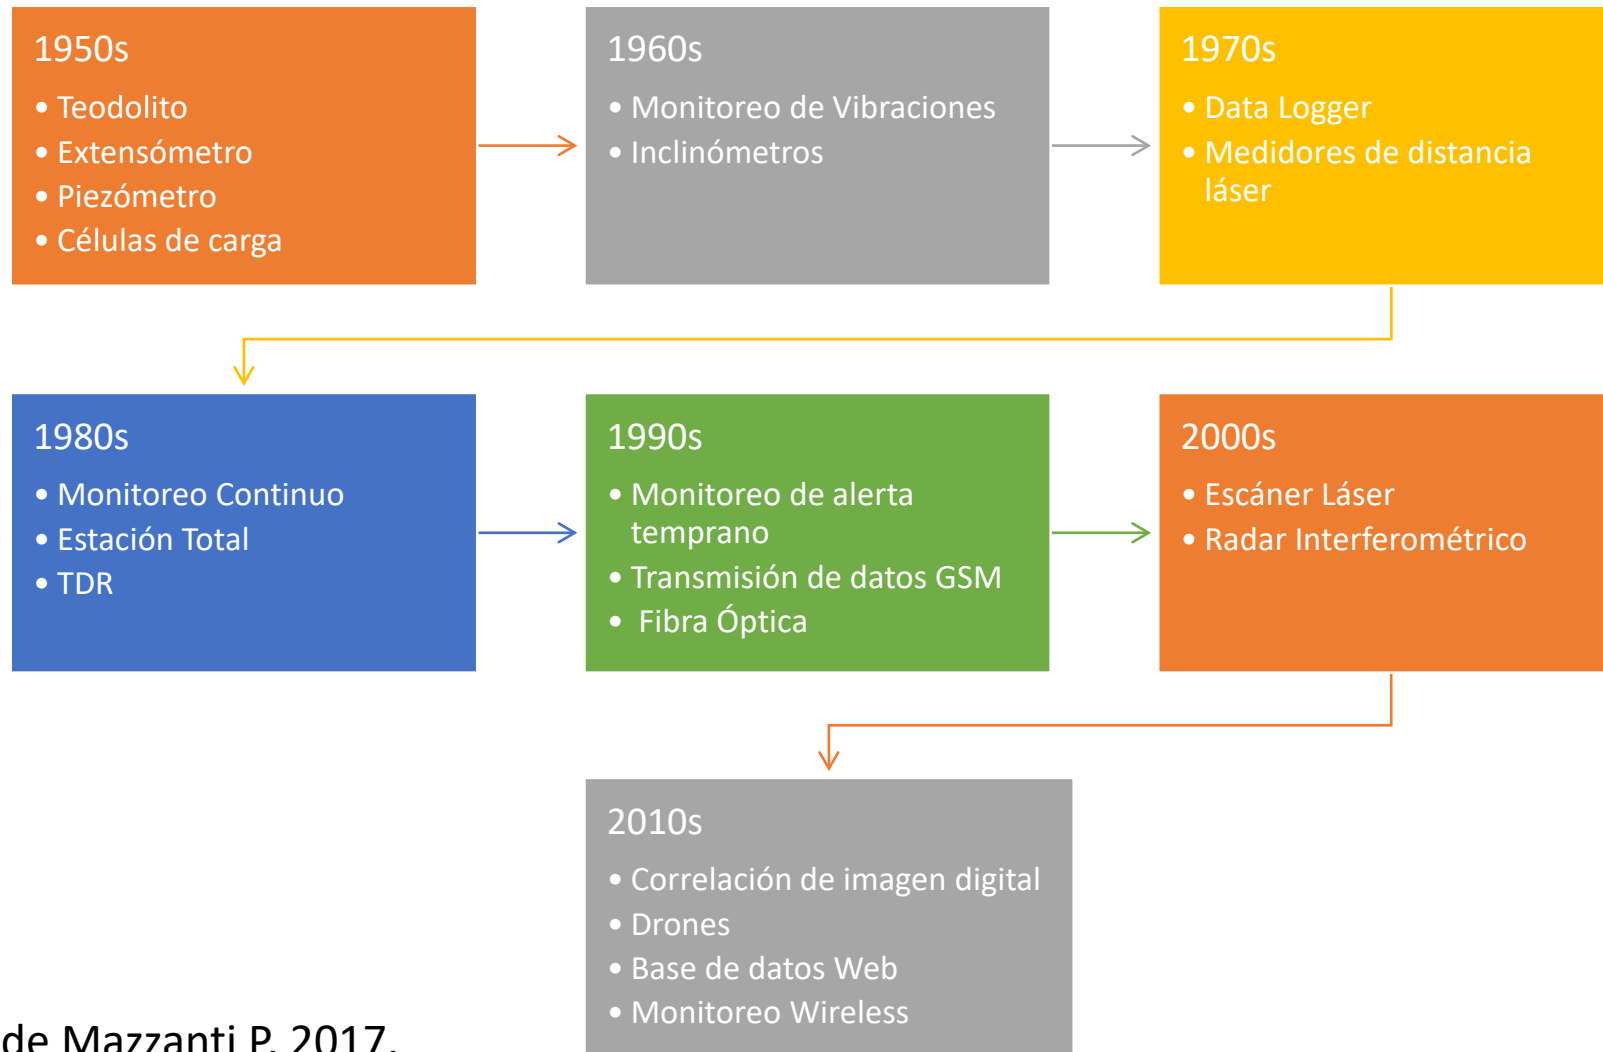 1950s
• Teodolito
• Extensómetro
• Piezómetro
• Células de carga
1960s
• Monitoreo de Vibraciones
• Inclinómetros
1970s
• Data Logger
• Medidores de distancia
láser
1980s
• Monitoreo Continuo
• Estación Total
• TDR
1990s
• Monitoreo de alerta
temprano
• Transmisión de datos GSM
• Fibra Óptica
2000s
• Escáner Láser
• Radar Interferométrico
2010s
• Correlación de imagen digital
• Drones
• Base de datos Web
• Monitoreo Wireless
de Mazzanti P. 2017.